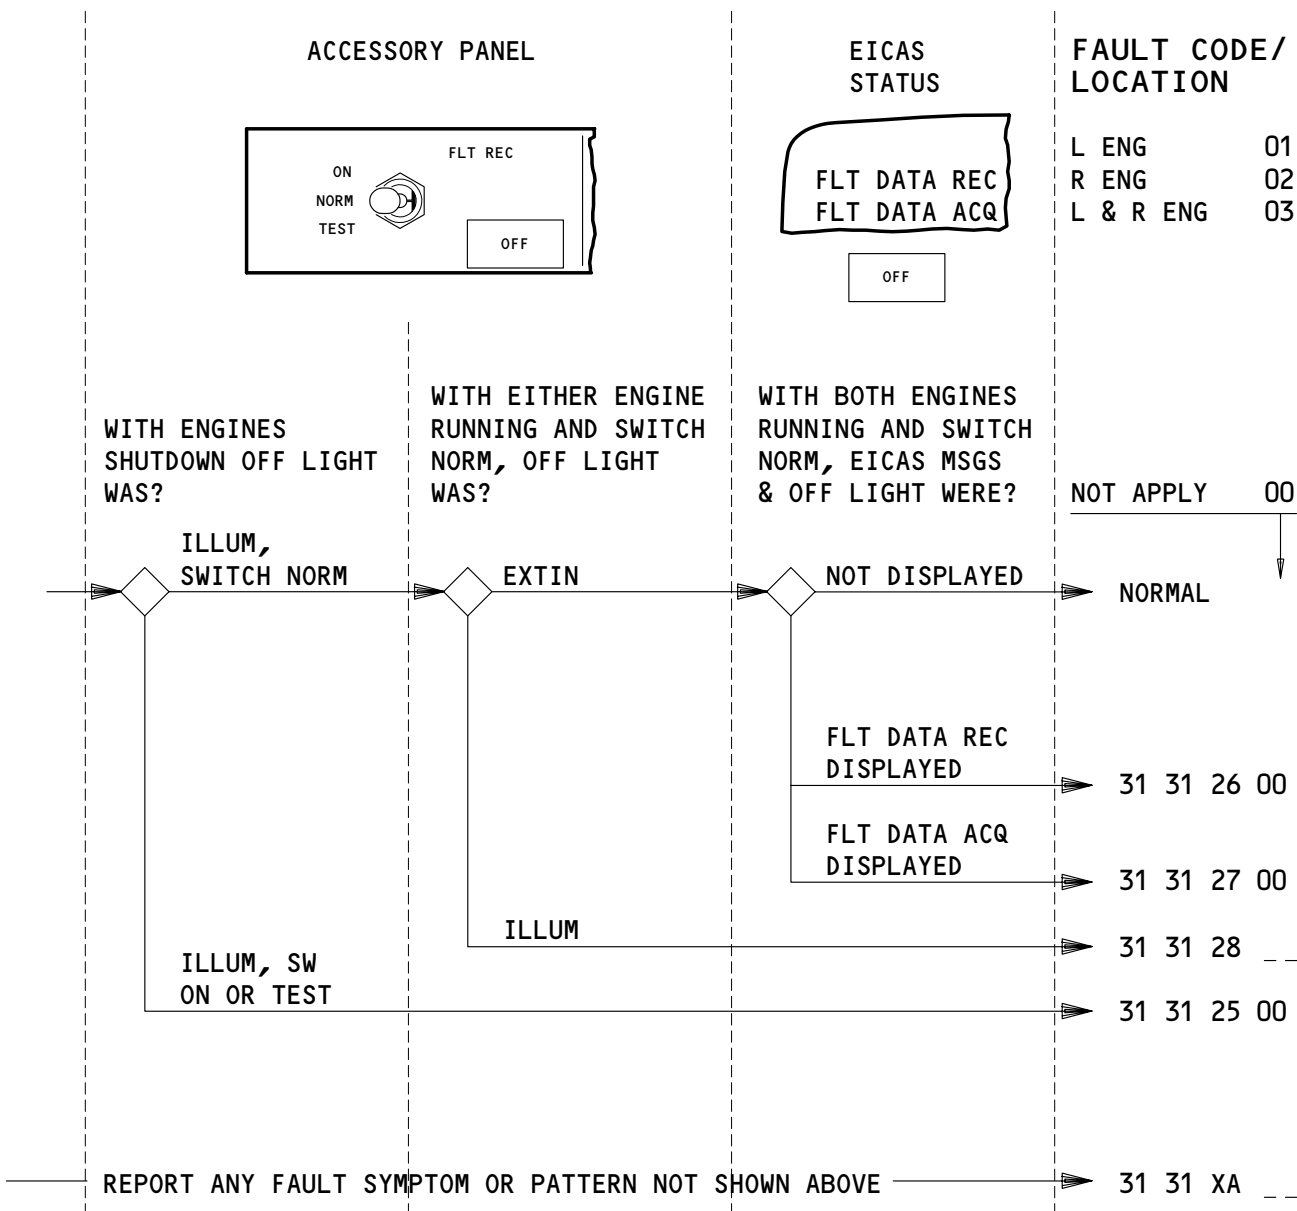 ACCESSORY PANEL
EICAS
STATUS
FAULT CODE/
LOCATION
FLT REC
ON
NORM
TEST
OFF
FLT DATA REC
FLT DATA ACQ
OFF
L ENG 01
R ENG 02
L & R ENG 03
WITH ENGINES
SHUTDOWN OFF LIGHT
WAS?
WITH EITHER ENGINE
RUNNING AND SWITCH
NORM, OFF LIGHT
WAS?
WITH BOTH ENGINES
RUNNING AND SWITCH
NORM, EICAS MSGS
& OFF LIGHT WERE?
NOT APPLY 00
ILLUM,
SWITCH NORM
EXTIN
NOT DISPLAYED
NORMAL
FLT DATA REC
DISPLAYED
31 31 26 00
FLT DATA ACQ
DISPLAYED
31 31 27 00
ILLUM
31 31 28 _ _
ILLUM, SW
ON OR TEST
31 31 25 00
REPORT ANY FAULT SYMPTOM OR PATTERN NOT SHOWN ABOVE
31 31 XA _ _